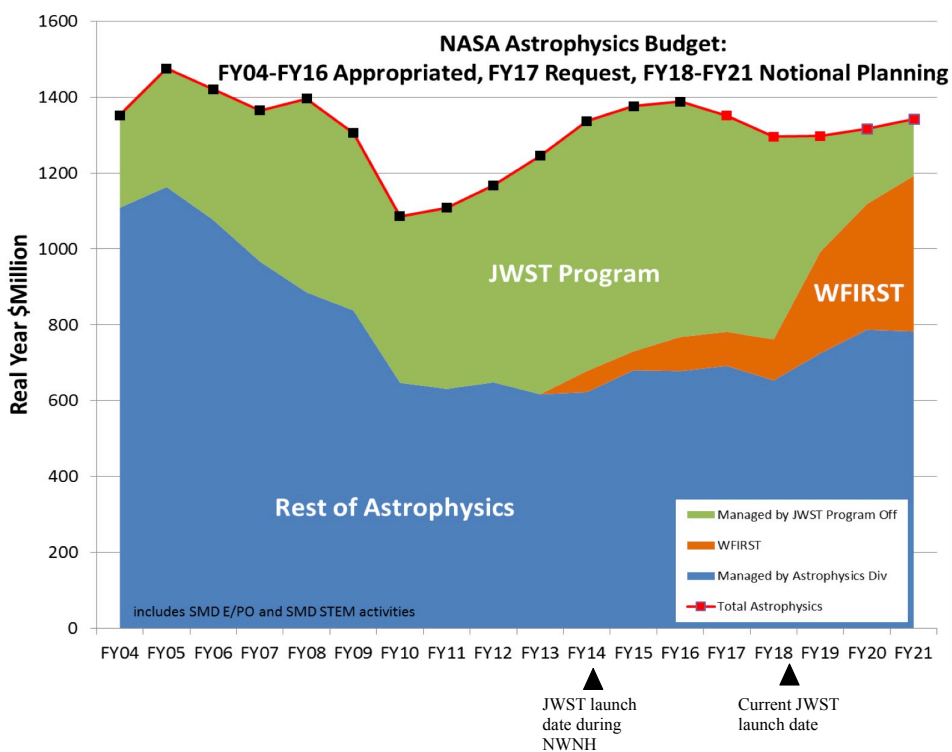 NASA Astrophysics Budget:
FY04-FY16 Appropriated, FY17 Request, FY18-FY21 Notional Planning
Real Year $Million
1600
1400
1200
1000
800
600
400
200
0
JWST Program
WFIRST
Rest of Astrophysics
Managed by JWST Program Off
WFIRST
Managed by Astrophysics Div
Total Astrophysics
includes SMD E/PO and SMD STEM activities
FY04 FY05 FY06 FY07 FY08 FY09 FY10 FY11 FY12 FY13 FY14 FY15 FY16 FY17 FY18 FY19 FY20 FY21
JWST launch
date during
NWNH
Current JWST
launch date